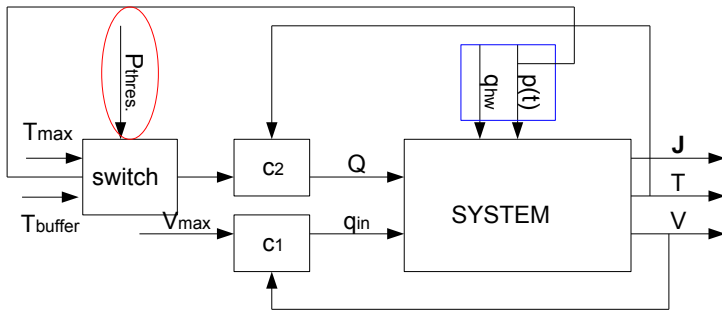 Pthres.
qhw
p(t)
Tmax
switch
Tbuffer
Vmax
c2
c1
Q
qin
SYSTEM
J
T
V